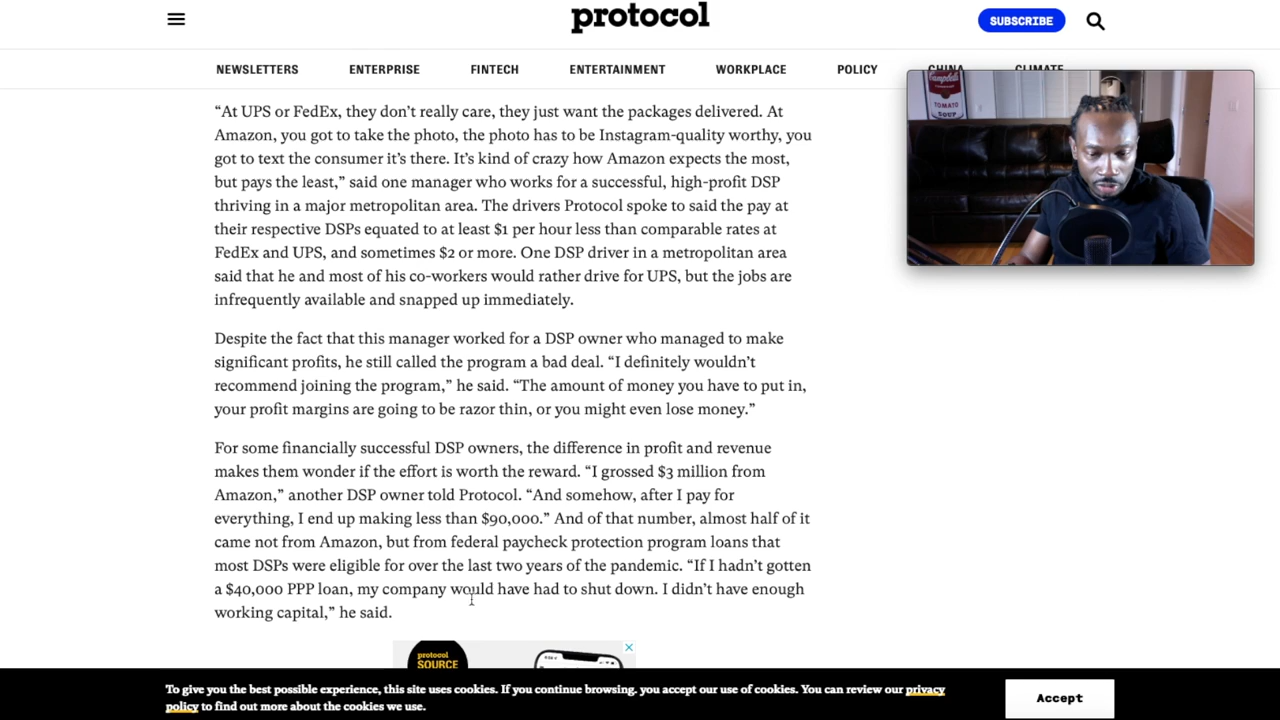 protocol
SUBSCRIBE
NEWSLETTERS ENTERPRISE FINTECH ENTERTAINMENT WORKPLACE POLICY CHINA CLIMATE
Campbell's
TOMATO
SOUP
“At UPS or FedEx, they don’t really care, they just want the packages delivered. At
Amazon, you got to take the photo, the photo has to be Instagram-quality worthy, you
got to text the consumer it’s there. It’s kind of crazy how Amazon expects the most,
but pays the least,” said one manager who works for a successful, high-profit DSP
thriving in a major metropolitan area. The drivers Protocol spoke to said the pay at
their respective DSPs equated to at least $1 per hour less than comparable rates at
FedEx and UPS, and sometimes $2 or more. One DSP driver in a metropolitan area
said that he and most of his co-workers would rather drive for UPS, but the jobs are
infrequently available and snapped up immediately.
Despite the fact that this manager worked for a DSP owner who managed to make
significant profits, he still called the program a bad deal. “I definitely wouldn’t
recommend joining the program,” he said. “The amount of money you have to put in,
your profit margins are going to be razor thin, or you might even lose money.”
For some financially successful DSP owners, the difference in profit and revenue
makes them wonder if the effort is worth the reward. “I grossed $3 million from
Amazon,” another DSP owner told Protocol. “And somehow, after I pay for
everything, I end up making less than $90,000.” And of that number, almost half of it
came not from Amazon, but from federal paycheck protection program loans that
most DSPs were eligible for over the last two years of the pandemic. “If I hadn’t gotten
a $40,000 PPP loan, my company would have had to shut down. I didn’t have enough
working capital,” he said.
protocol
SOURCE
To give you the best possible experience, this site uses cookies. If you continue browsing. you accept our use of cookies. You can review our privacy
policy to find out more about the cookies we use.
Accept